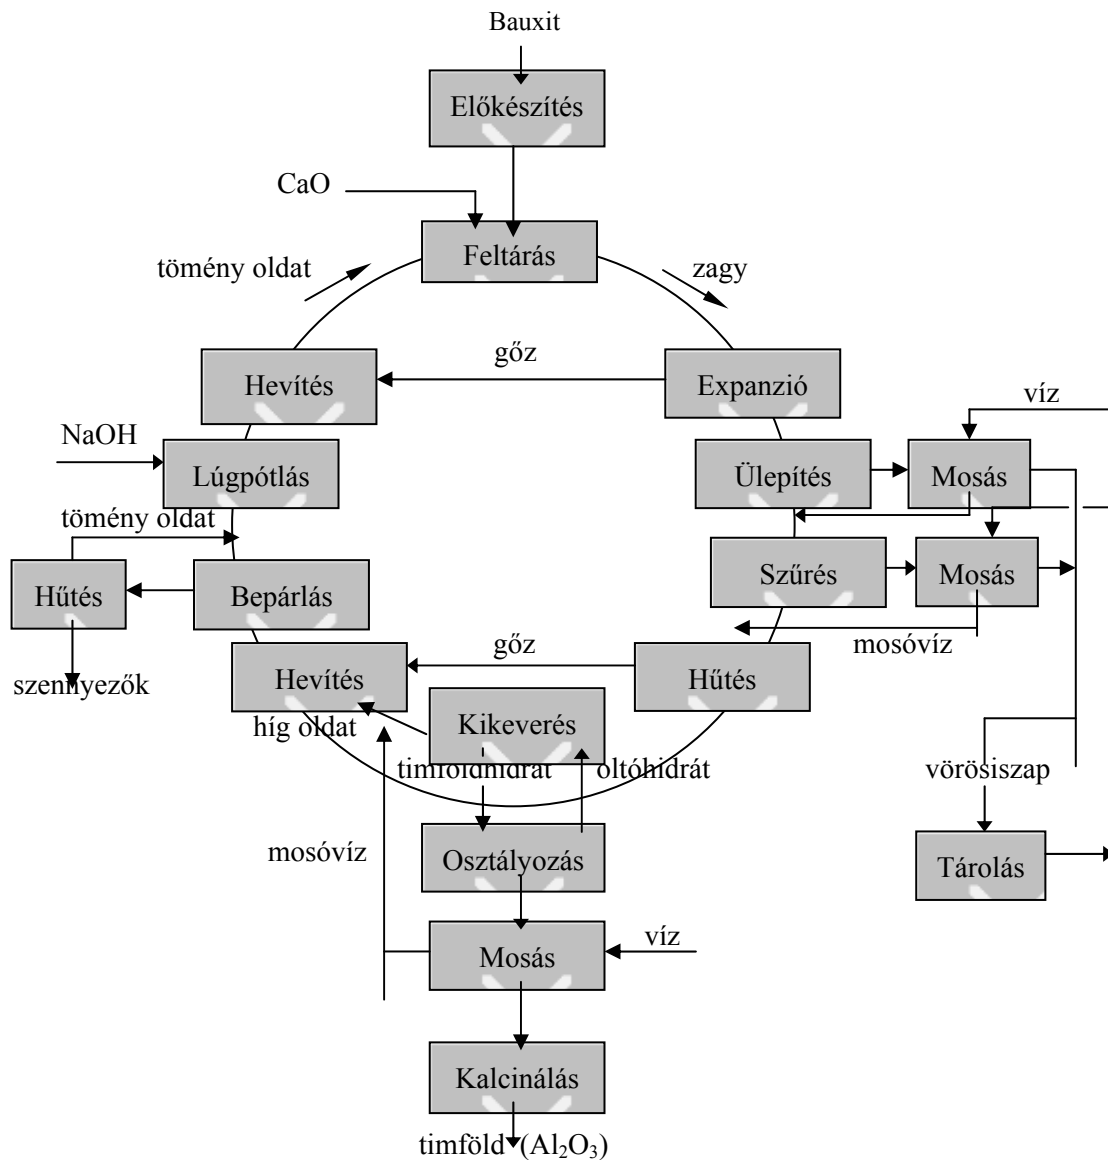 Bauxit
Előkészítés
CaO
Feltárás
tömény oldat
zagy
gőz
Hevítés
Expanzió
víz
NaOH
Lúgpótlás
Ülepítés
Mosás
tömény oldat
Hűtés
Bepárlás
Szűrés
Mosás
mosóvíz
gőz
szennyezők
Hevítés
Hűtés
híg oldat
Kikeverés
timföldhidrát
oltóhidrát
vörösiszap
mosóvíz
Osztályozás
Tárolás
víz
Mosás
Kalcinálás
timföld (Al₂O₃)